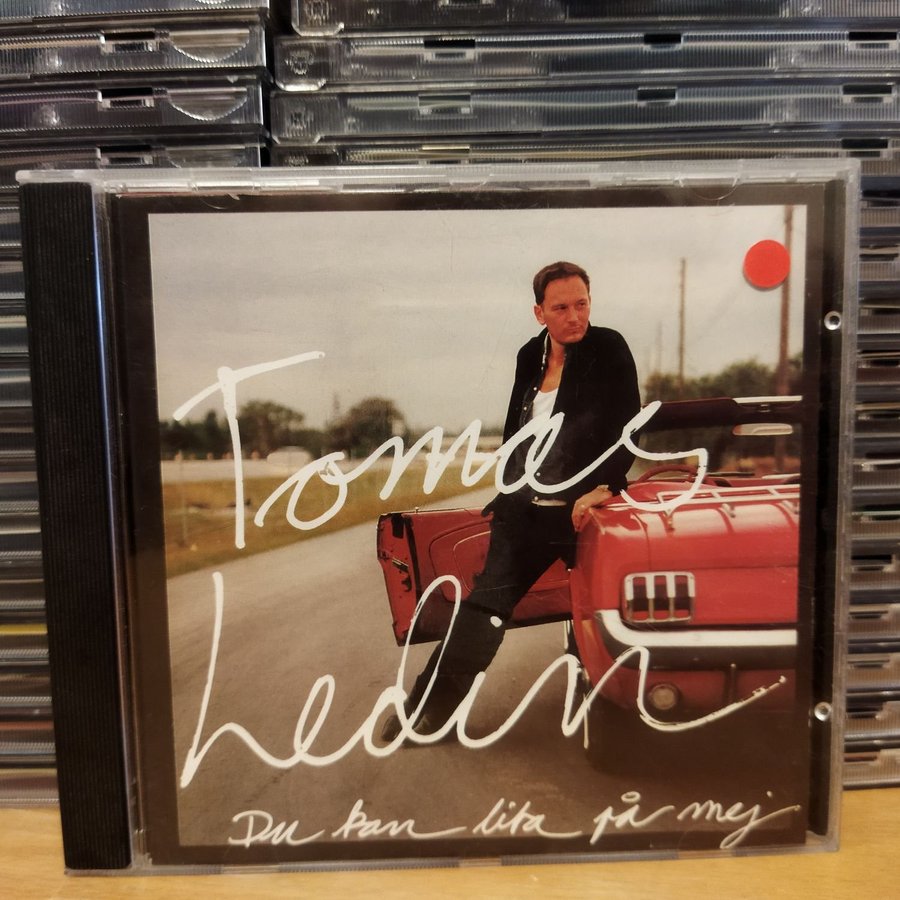 Tomas
Ledin
Du kan lita på mej